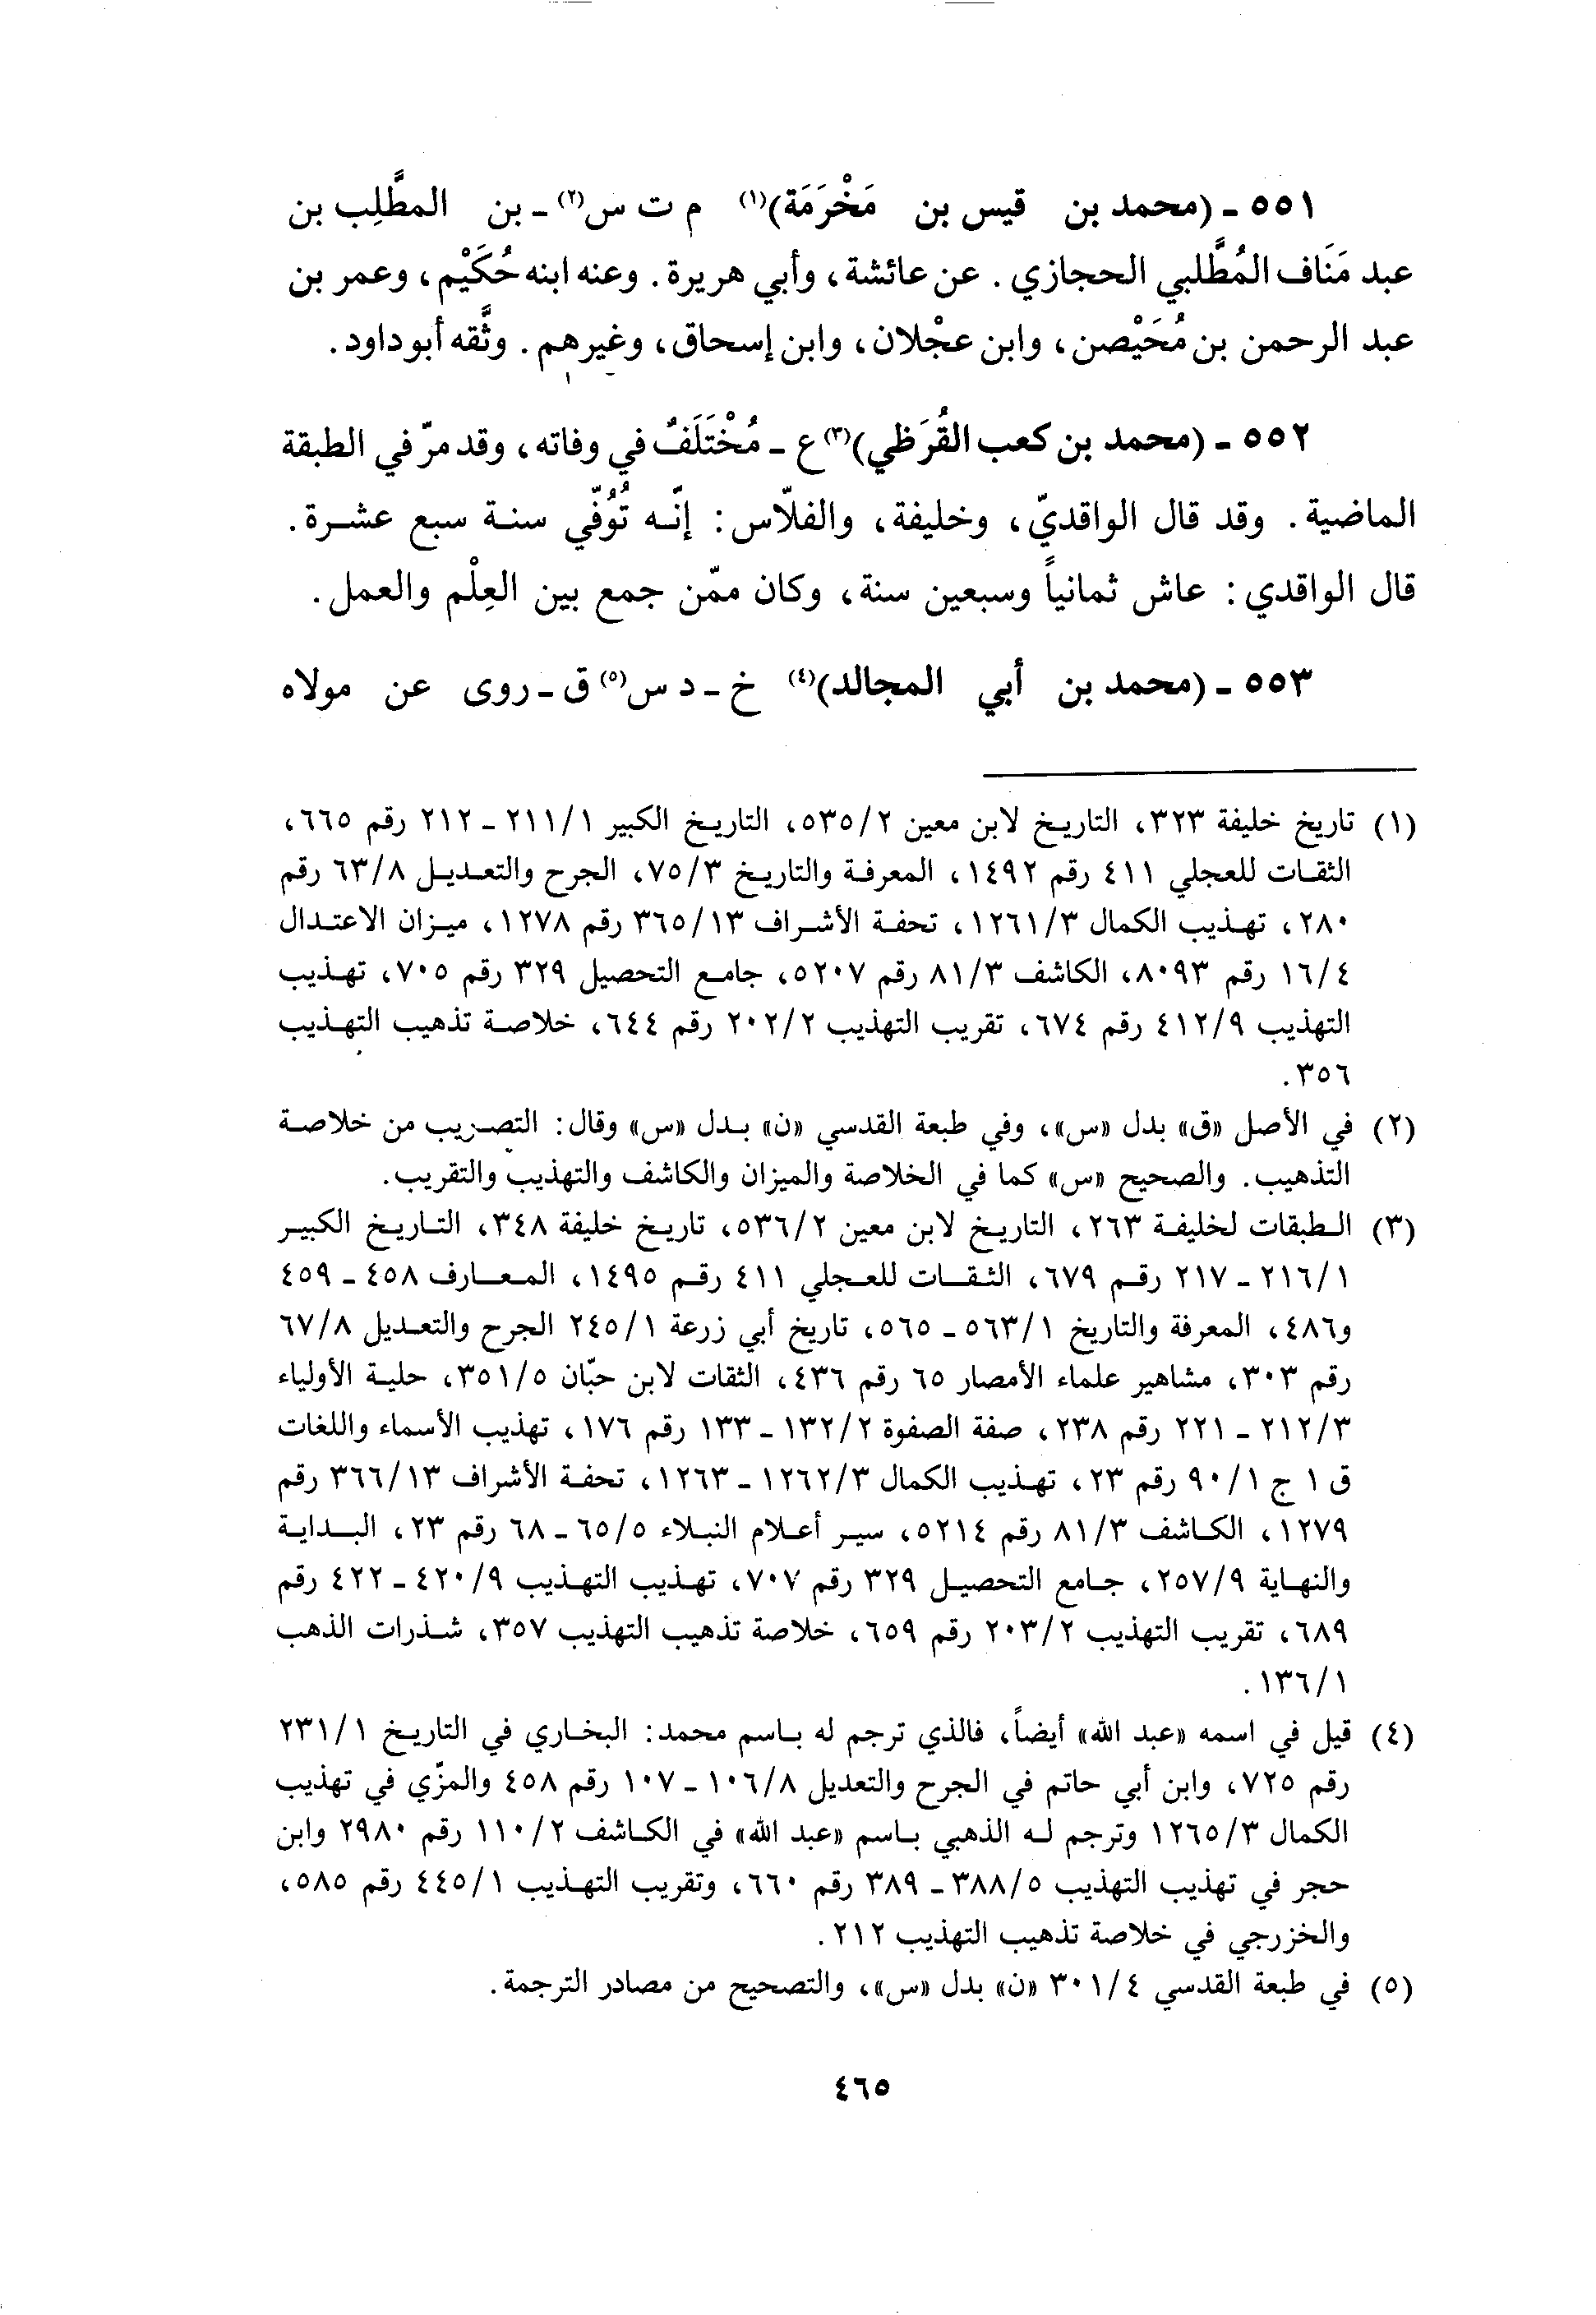 ٥٥١ ـ (محمد بن قيس بن مَخْرَمَة)(١) م ت س(٢) ـ بن المطَّلِب بن
عبد مَنَاف المُطَّلبي الحجازي . عن عائشة، وأبي هريرة. وعنه ابنه حُكَيْم، وعمر بن
عبد الرحمن بن مُحَيْصن، وابن عجْلان، وابن إسحاق، وغيرهم. وثَّقه أبو داود.
٥٥٢ ـ (محمد بن كعب القُرَظي)(٣) ع ـ مُخْتَلَفٌ في وفاته، وقد مرّ في الطبقة
الماضية. وقد قال الواقديّ، وخليفة، والفلّاس: إنّه تُوُفّي سنة سبع عشرة.
قال الواقدي: عاش ثمانياً وسبعين سنة، وكان ممّن جمع بين العِلْم والعمل.
٥٥٣ ـ (محمد بن أبي المجالد)(٤) خ ـ د س(٥) ق ـ روى عن مولاه
(١) تاريخ خليفة ٣٢٣، التاريخ لابن معين ٥٣٥/٢، التاريخ الكبير ٢١١/١ ـ ٢١٢ رقم ٦٦٥،
الثقات للعجلي ٤١١ رقم ١٤٩٢، المعرفة والتاريخ ٧٥/٣، الجرح والتعديل ٦٣/٨ رقم
٢٨٠، تهذيب الكمال ١٢٦١/٣، تحفة الأشراف ٣٦٥/١٣ رقم ١٢٧٨، ميزان الاعتدال
١٦/٤ رقم ٨٠٩٣، الكاشف ٨١/٣ رقم ٥٢٠٧، جامع التحصيل ٣٢٩ رقم ٧٠٥، تهذيب
التهذيب ٤١٢/٩ رقم ٦٧٤، تقريب التهذيب ٢٠٢/٢ رقم ٦٤٤، خلاصة تذهيب التهذيب
٣٥٦.
(٢) في الأصل «ق» بدل «س»، وفي طبعة القدسي «ن» بدل «س» وقال: التصريب من خلاصة
التذهيب. والصحيح «س» كما في الخلاصة والميزان والكاشف والتهذيب والتقريب.
(٣) الطبقات لخليفة ٢٦٣، التاريخ لابن معين ٥٣٦/٢، تاريخ خليفة ٣٤٨، التاريخ الكبير
٢١٦/١ ـ ٢١٧ رقم ٦٧٩، الثقات للعجلي ٤١١ رقم ١٤٩٥، المعارف ٤٥٨ ـ ٤٥٩
و٤٨٦، المعرفة والتاريخ ٥٦٣/١ ـ ٥٦٥، تاريخ أبي زرعة ٢٤٥/١ الجرح والتعديل ٦٧/٨
رقم ٣٠٣، مشاهير علماء الأمصار ٦٥ رقم ٤٣٦، الثقات لابن حبّان ٣٥١/٥، حلية الأولياء
٢١٢/٣ ـ ٢٢١ رقم ٢٣٨، صفة الصفوة ١٣٢/٢ ـ ١٣٣ رقم ١٧٦، تهذيب الأسماء واللغات
ق ١ ج ٩٠/١ رقم ٢٣، تهذيب الكمال ١٢٦٢/٣ ـ ١٢٦٣، تحفة الأشراف ٣٦٦/١٣ رقم
١٢٧٩، الكاشف ٨١/٣ رقم ٥٢١٤، سير أعلام النبلاء ٦٥/٥ ـ ٦٨ رقم ٢٣، البداية
والنهاية ٢٥٧/٩، جامع التحصيل ٣٢٩ رقم ٧٠٧، تهذيب التهذيب ٤٢٠/٩ ـ ٤٢٢ رقم
٦٨٩، تقريب التهذيب ٢٠٣/٢ رقم ٦٥٩، خلاصة تذهيب التهذيب ٣٥٧، شذرات الذهب
١٣٦/١.
(٤) قيل في اسمه «عبد الله» أيضاً، فالذي ترجم له باسم محمد: البخاري في التاريخ ٢٣١/١
رقم ٧٢٥، وابن أبي حاتم في الجرح والتعديل ١٠٦/٨ ـ ١٠٧ رقم ٤٥٨ والمزّي في تهذيب
الكمال ١٢٦٥/٣ وترجم له الذهبي باسم «عبد الله» في الكاشف ١١٠/٢ رقم ٢٩٨٠ وابن
حجر في تهذيب التهذيب ٣٨٨/٥ ـ ٣٨٩ رقم ٦٦٠، وتقريب التهذيب ٤٤٥/١ رقم ٥٨٥،
والخزرجي في خلاصة تذهيب التهذيب ٢١٢.
(٥) في طبعة القدسي ٣٠١/٤ «ن» بدل «س»، والتصحيح من مصادر الترجمة.
٤٦٥